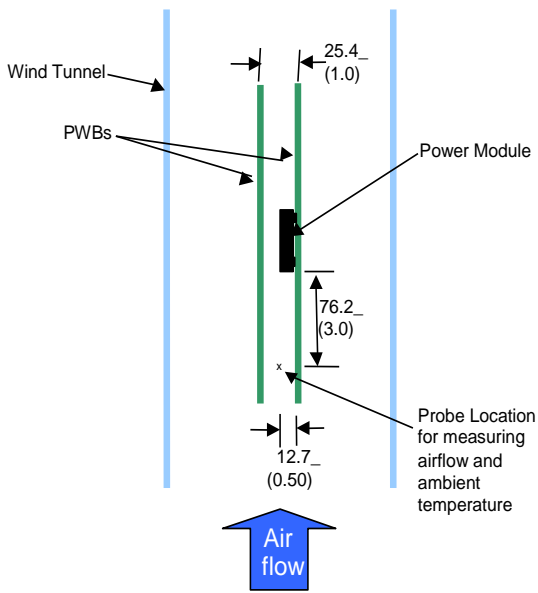 25.4_
(1.0)
Wind Tunnel
PWBs
Power Module
76.2_
(3.0)
x
Probe Location
for measuring
airflow and
ambient
temperature
12.7_
(0.50)
Air
flow